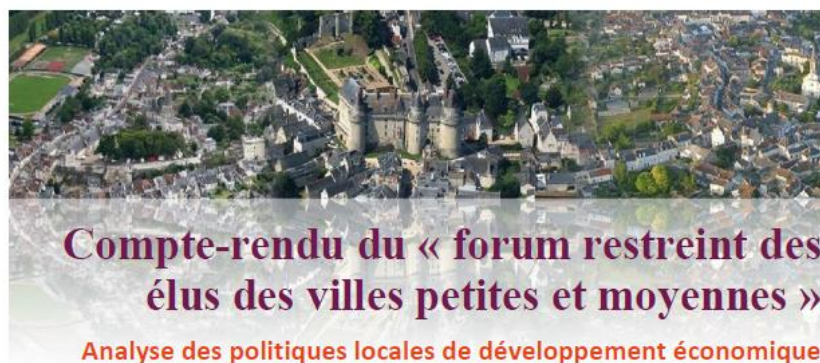 Compte-rendu du « forum restreint des
élus des villes petites et moyennes »
Analyse des politiques locales de développement économique